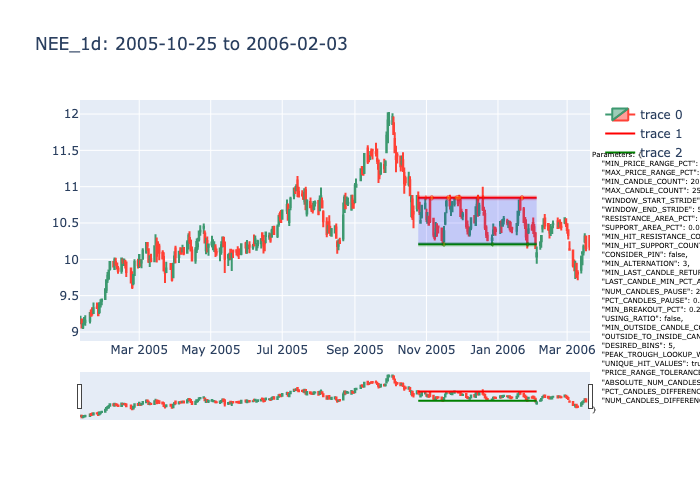 NEE_1d: 2005-10-25 to 2006-02-03
12
11.5
11
10.5
10
9.5
9
Mar 2005
May 2005
Jul 2005
Sep 2005
Nov 2005
Jan 2006
Mar 2006
trace 0
trace 1
trace 2
Parameters: {
"MIN_PRICE_RANGE_PCT":
"MAX_PRICE_RANGE_PCT":
"MIN_CANDLE_COUNT": 20
"MAX_CANDLE_COUNT": 25
"WINDOW_START_STRIDE"
"WINDOW_END_STRIDE": 5
"RESISTANCE_AREA_PCT":
"SUPPORT_AREA_PCT": 0.0
"MIN_HIT_RESISTANCE_CO
"MIN_HIT_SUPPORT_COUN
"CONSIDER_PIN": false,
"MIN_ALTERNATION": 3,
"MIN_LAST_CANDLE_RETUR
"LAST_CANDLE_MIN_PCT_A
"NUM_CANDLES_PAUSE": 2
"PCT_CANDLES_PAUSE": 0.
"MIN_BREAKOUT_PCT": 0.2
"USING_RATIO": false,
"MIN_OUTSIDE_CANDLE_CO
"OUTSIDE_TO_INSIDE_CAN
"DESIRED_BINS": 5,
"PEAK_TROUGH_LOOKUP_W
"UNIQUE_HIT_VALUES": tru
"PRICE_RANGE_TOLERANC
"ABSOLUTE_NUM_CANDLES
"PCT_CANDLES_DIFFERENC
"NUM_CANDLES_DIFFEREN
}